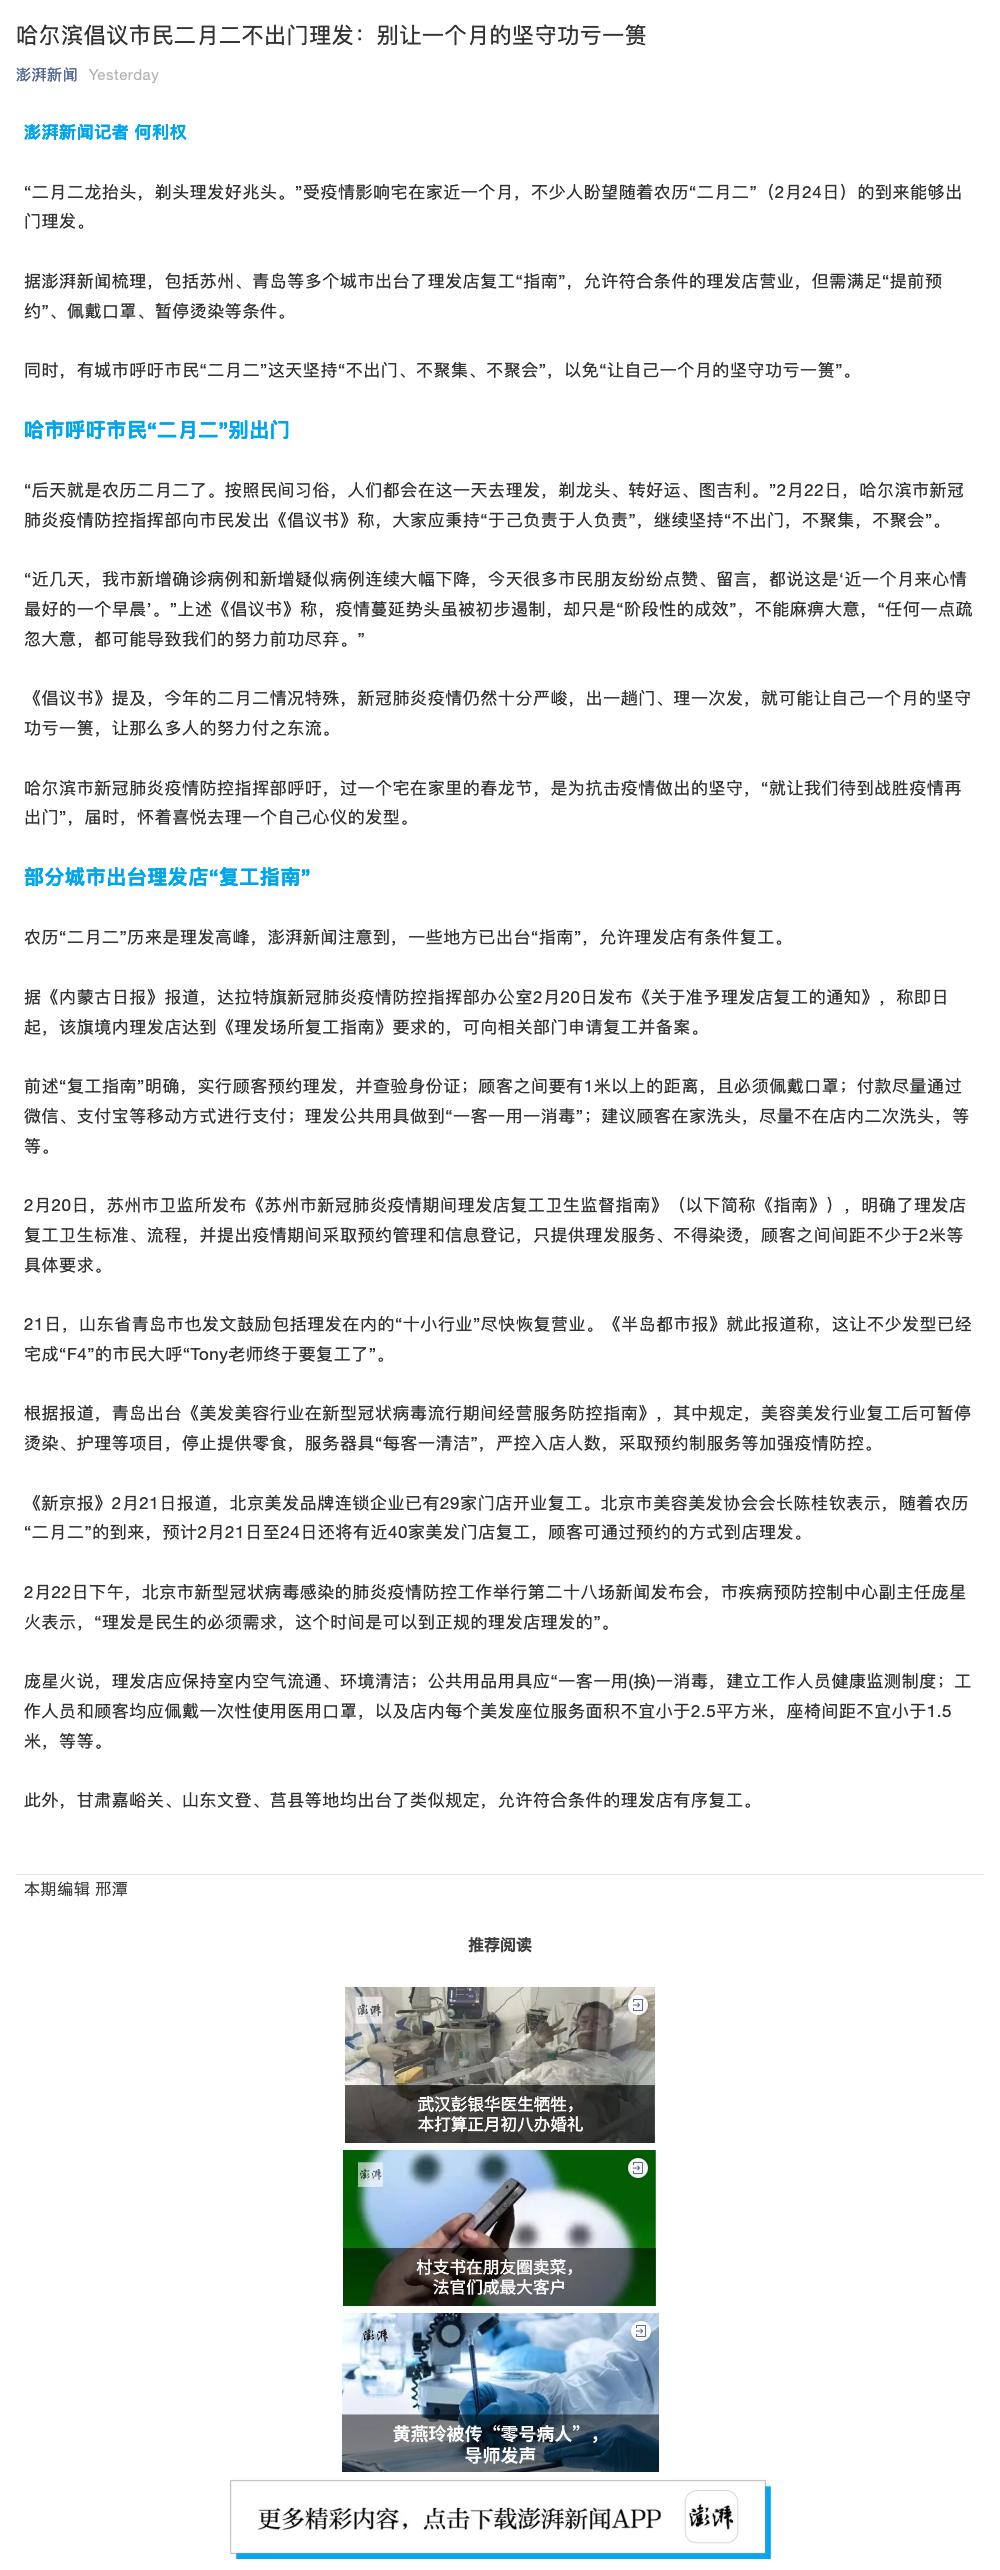 哈尔滨倡议市民二月二不出门理发：别让一个月的坚守功亏一篑
澎湃新闻 Yesterday
澎湃新闻记者 何利权
“二月二龙抬头，剃头理发好兆头。”受疫情影响宅在家近一个月，不少人盼望随着农历“二月二”（2月24日）的到来能够出
门理发。
据澎湃新闻梳理，包括苏州、青岛等多个城市出台了理发店复工“指南”，允许符合条件的理发店营业，但需满足“提前预
约”、佩戴口罩、暂停烫染等条件。
同时，有城市呼吁市民“二月二”这天坚持“不出门、不聚集、不聚会”，以免“让自己一个月的坚守功亏一篑”。
哈市呼吁市民“二月二”别出门
“后天就是农历二月二了。按照民间习俗，人们都会在这一天去理发，剃龙头、转好运、图吉利。”2月22日，哈尔滨市新冠
肺炎疫情防控指挥部向市民发出《倡议书》称，大家应秉持“于己负责于人负责”，继续坚持“不出门，不聚集，不聚会”。
“近几天，我市新增确诊病例和新增疑似病例连续大幅下降，今天很多市民朋友纷纷点赞、留言，都说这是‘近一个月来心情
最好的一个早晨’。”上述《倡议书》称，疫情蔓延势头虽被初步遏制，却只是“阶段性的成效”，不能麻痹大意，“任何一点疏
忽大意，都可能导致我们的努力前功尽弃。”
《倡议书》提及，今年的二月二情况特殊，新冠肺炎疫情仍然十分严峻，出一趟门、理一次发，就可能让自己一个月的坚守
功亏一篑，让那么多人的努力付之东流。
哈尔滨市新冠肺炎疫情防控指挥部呼吁，过一个宅在家里的春龙节，是为抗击疫情做出的坚守，“就让我们待到战胜疫情再
出门”，届时，怀着喜悦去理一个自己心仪的发型。
部分城市出台理发店“复工指南”
农历“二月二”历来是理发高峰，澎湃新闻注意到，一些地方已出台“指南”，允许理发店有条件复工。
据《内蒙古日报》报道，达拉特旗新冠肺炎疫情防控指挥部办公室2月20日发布《关于准予理发店复工的通知》，称即日
起，该旗境内理发店达到《理发场所复工指南》要求的，可向相关部门申请复工并备案。
前述“复工指南”明确，实行顾客预约理发，并查验身份证；顾客之间要有1米以上的距离，且必须佩戴口罩；付款尽量通过
微信、支付宝等移动方式进行支付；理发公共用具做到“一客一用一消毒”；建议顾客在家洗头，尽量不在店内二次洗头，等
等。
2月20日，苏州市卫监所发布《苏州市新冠肺炎疫情期间理发店复工卫生监督指南》（以下简称《指南》），明确了理发店
复工卫生标准、流程，并提出疫情期间采取预约管理和信息登记，只提供理发服务、不得染烫，顾客之间间距不少于2米等
具体要求。
21日，山东省青岛市也发文鼓励包括理发在内的“十小行业”尽快恢复营业。《半岛都市报》就此报道称，这让不少发型已经
宅成“F4”的市民大呼“Tony老师终于要复工了”。
根据报道，青岛出台《美发美容行业在新型冠状病毒流行期间经营服务防控指南》，其中规定，美容美发行业复工后可暂停
烫染、护理等项目，停止提供零食，服务器具“每客一清洁”，严控入店人数，采取预约制服务等加强疫情防控。
《新京报》2月21日报道，北京美发品牌连锁企业已有29家门店开业复工。北京市美容美发协会会长陈桂钦表示，随着农历
“二月二”的到来，预计2月21日至24日还将有近40家美发门店复工，顾客可通过预约的方式到店理发。
2月22日下午，北京市新型冠状病毒感染的肺炎疫情防控工作举行第二十八场新闻发布会，市疾病预防控制中心副主任庞星
火表示，“理发是民生的必须需求，这个时间是可以到正规的理发店理发的”。
庞星火说，理发店应保持室内空气流通、环境清洁；公共用品用具应“一客一用(换)一消毒，建立工作人员健康监测制度；工
作人员和顾客均应佩戴一次性使用医用口罩，以及店内每个美发座位服务面积不宜小于2.5平方米，座椅间距不宜小于1.5
米，等等。
此外，甘肃嘉峪关、山东文登、莒县等地均出台了类似规定，允许符合条件的理发店有序复工。
本期编辑 邢潭
推荐阅读
澎湃
武汉彭银华医生牺牲，
本打算正月初八办婚礼
澎湃
村支书在朋友圈卖菜，
法官们成最大客户
澎湃
黄燕玲被传“零号病人”，
导师发声
更多精彩内容，点击下载澎湃新闻APP 澎湃